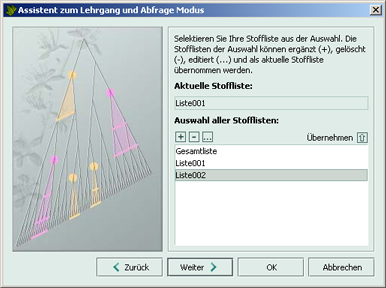 Assistent zum Lehrgang und Abfrage Modus
Selektieren Sie Ihre Stoffliste aus der Auswahl. Die
Stofflisten der Auswahl können ergänzt (+), gelöscht
(-), editiert (...) und als aktuelle Stoffliste
übernommen werden.
Aktuelle Stoffliste:
Liste001
Auswahl aller Stofflisten:
+ - ... Übernehmen
Gesamtliste
Liste001
Liste002
Zurück Weiter OK Abbrechen